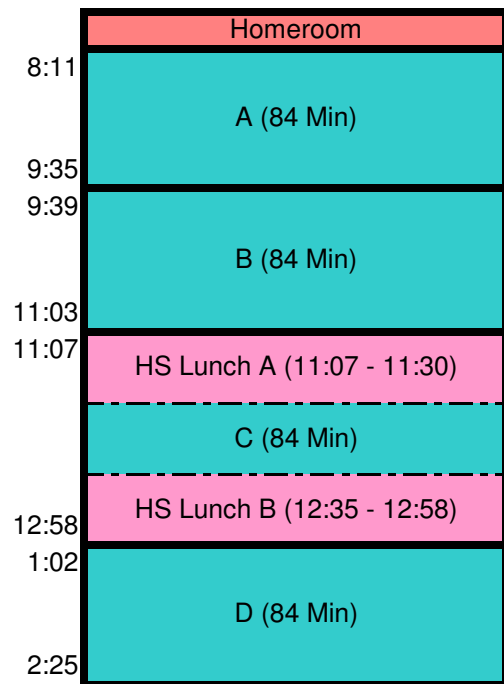 Homeroom
8:11
A (84 Min)
9:35
9:39
B (84 Min)
11:03
11:07
HS Lunch A (11:07 - 11:30)
C (84 Min)
HS Lunch B (12:35 - 12:58)
12:58
1:02
D (84 Min)
2:25